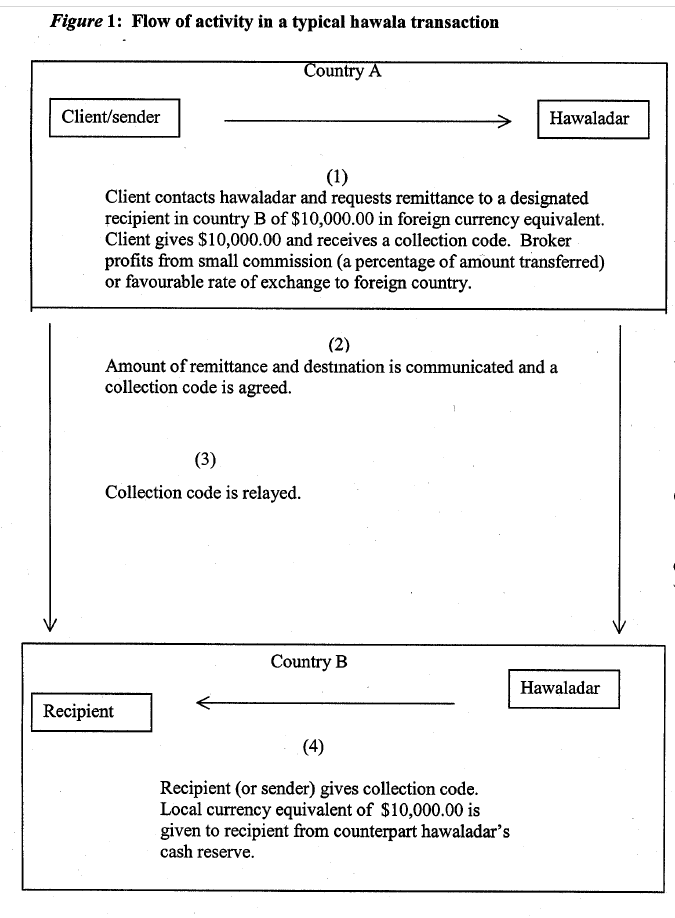 Figure 1: Flow of activity in a typical hawala transaction
Country A
Client/sender
Hawaladar
(1)
Client contacts hawaladar and requests remittance to a designated
recipient in country B of $10,000.00 in foreign currency equivalent.
Client gives $10,000.00 and receives a collection code. Broker
profits from small commission (a percentage of amount transferred)
or favourable rate of exchange to foreign country.
(2)
Amount of remittance and destination is communicated and a
collection code is agreed.
(3)
Collection code is relayed.
Country B
Hawaladar
Recipient
(4)
Recipient (or sender) gives collection code.
Local currency equivalent of $10,000.00 is
given to recipient from counterpart hawaladar's
cash reserve.